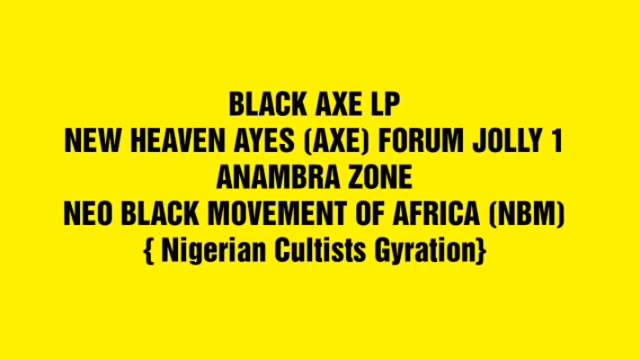 BLACK AXE LP
NEW HEAVEN AYES (AXE) FORUM JOLLY 1
ANAMBRA ZONE
NEO BLACK MOVEMENT OF AFRICA (NBM)
{ Nigerian Cultists Gyration}